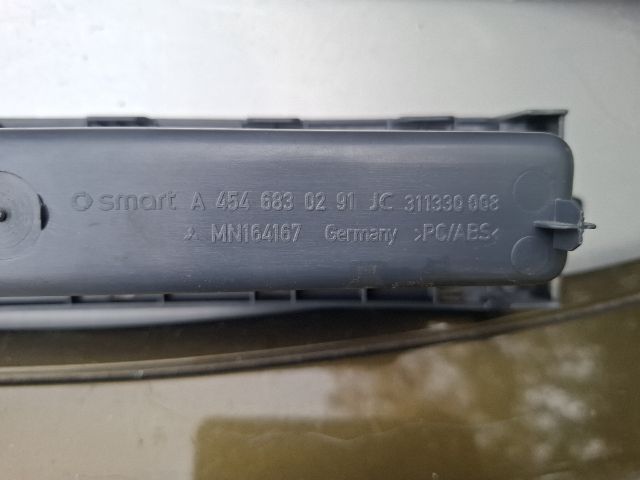 smart A 454 683 02 91 JC 311330 008
MN164167 Germany >PC/ABS<